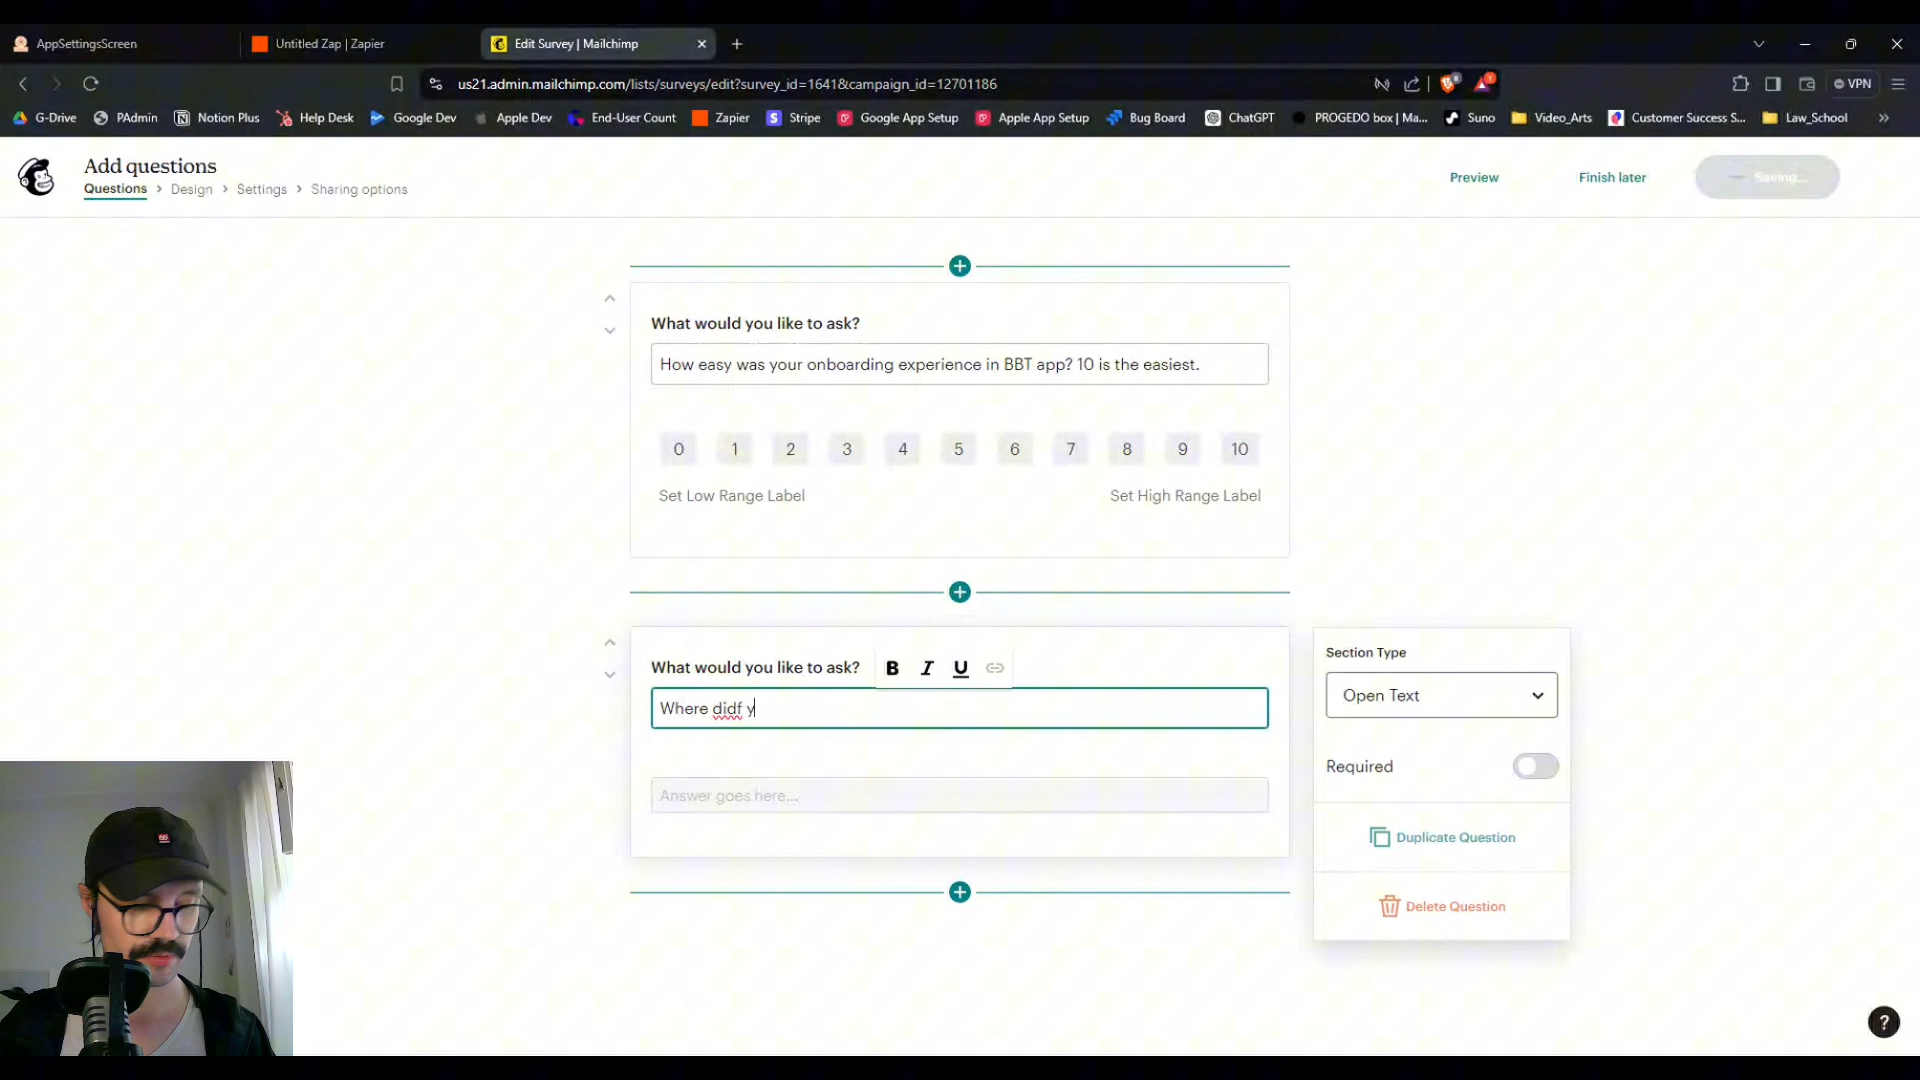 AppSettingsScreen
Untitled Zap | Zapier
Edit Survey | Mailchimp
us21.admin.mailchimp.com/lists/surveys/edit?survey_id=1641&campaign_id=12701186
VPN
G-Drive
PAdmin
Notion Plus
Help Desk
Google Dev
Apple Dev
End-User Count
Zapier
Stripe
Google App Setup
Apple App Setup
Bug Board
ChatGPT
PROGEDO box | Ma...
Suno
Video_Arts
Customer Success S...
Law_School
Add questions
Questions > Design > Settings > Sharing options
Preview
Finish later
Saving...
What would you like to ask?
How easy was your onboarding experience in BBT app? 10 is the easiest.
0 1 2 3 4 5 6 7 8 9 10
Set Low Range Label
Set High Range Label
What would you like to ask?
B I U
Where didf y
Answer goes here...
Section Type
Open Text
Required
Duplicate Question
Delete Question
?